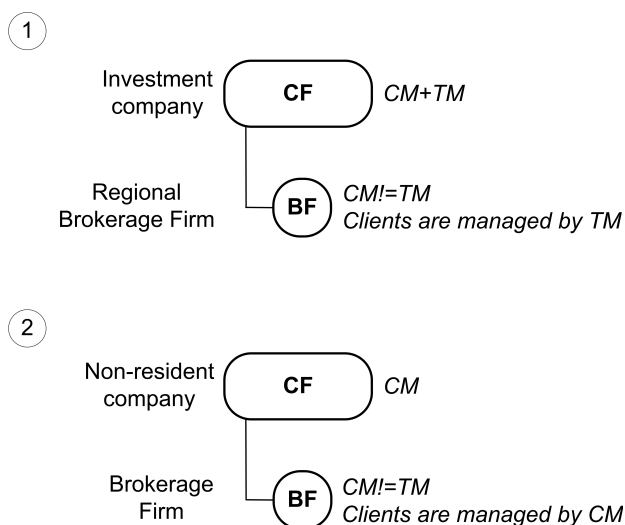 1
Investment
company
CF
CM+TM
Regional
Brokerage Firm
BF
CM!=TM
Clients are managed by TM
2
Non-resident
company
CF
CM
Brokerage
Firm
BF
CM!=TM
Clients are managed by CM